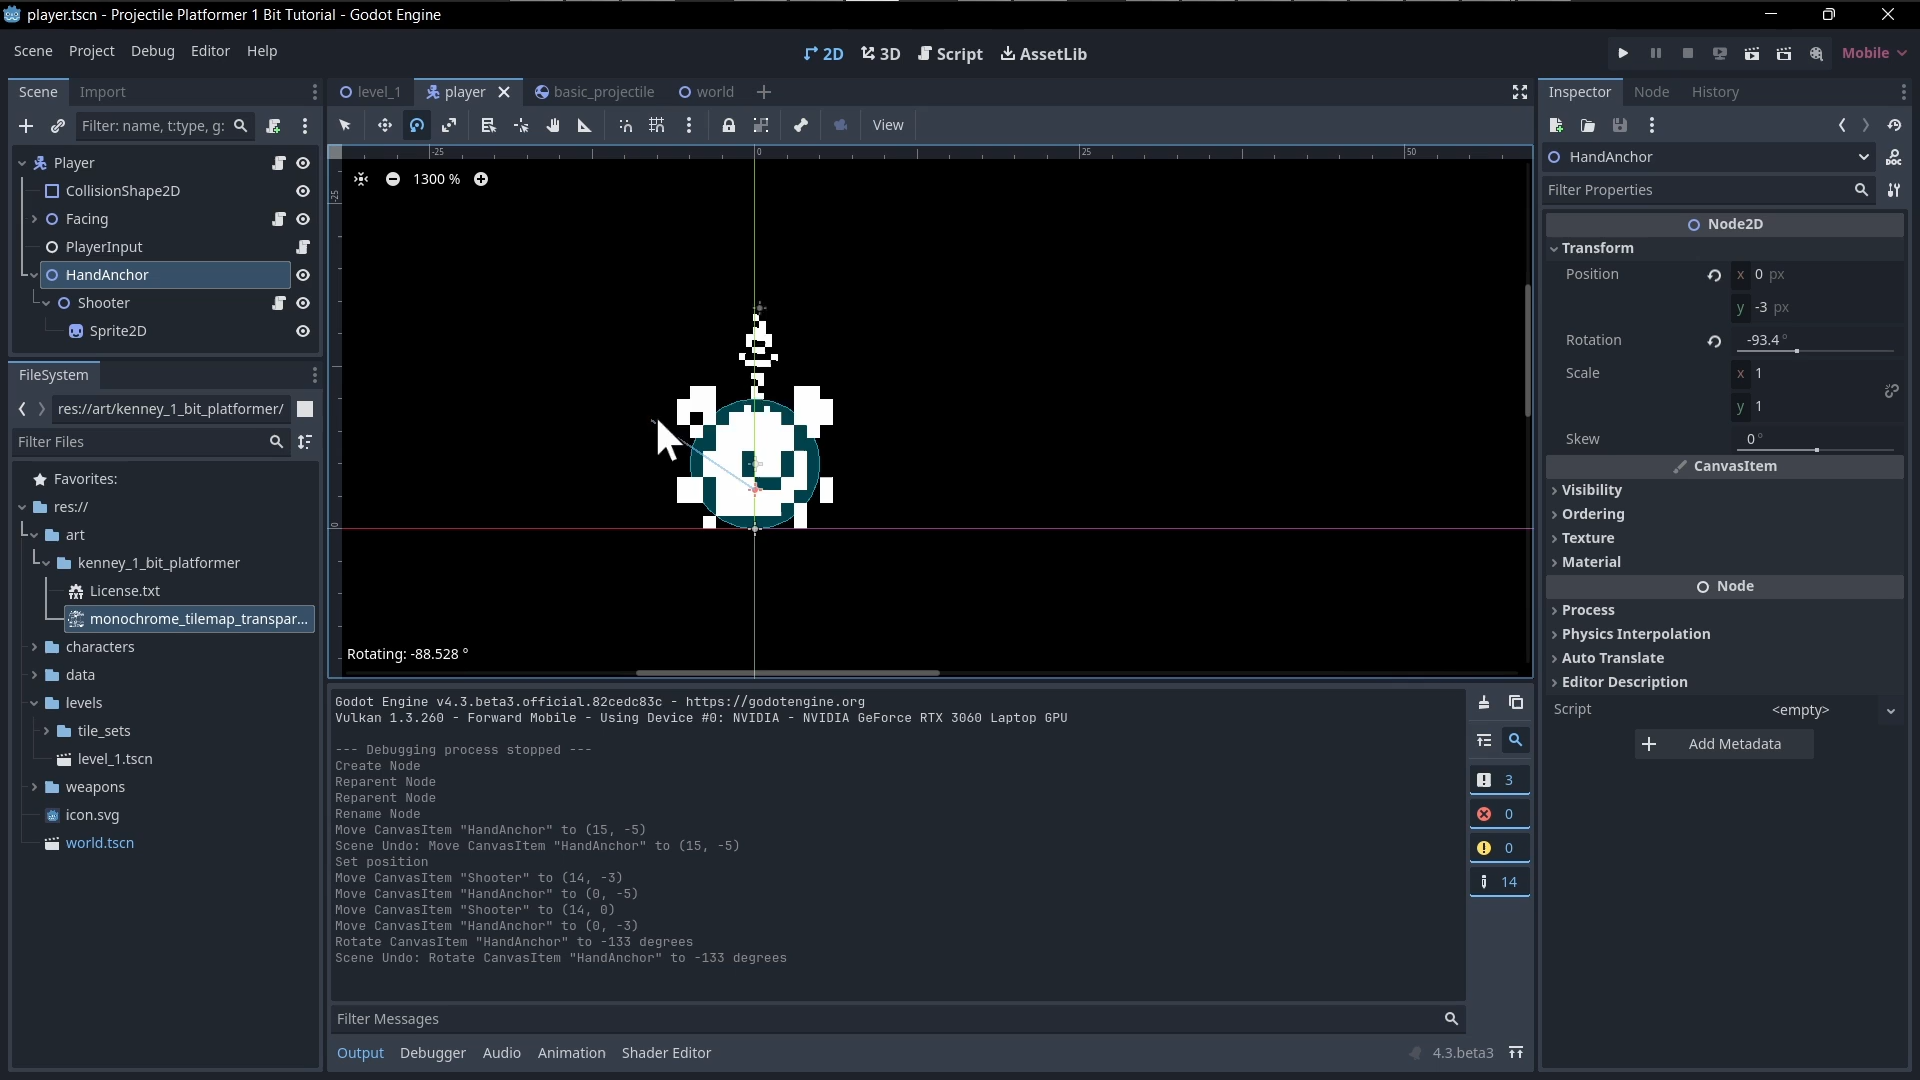 player.tscn - Projectile Platformer 1 Bit Tutorial - Godot Engine
Scene Project Debug Editor Help
2D 3D Script AssetLib
Mobile
Scene Import
level_1 player basic_projectile world
Inspector Node History
Filter: name, t:type, g:
View
HandAnchor
Filter Properties
-25 0 25 50
-25
0
1300 %
Player
CollisionShape2D
Facing
PlayerInput
HandAnchor
Shooter
Sprite2D
FileSystem
res://art/kenney_1_bit_platformer/
Filter Files
Favorites:
res://
art
kenney_1_bit_platformer
License.txt
monochrome_tilemap_transpar...
characters
data
levels
tile_sets
level_1.tscn
weapons
icon.svg
world.tscn
Rotating: -88.528 °
Godot Engine v4.3.beta3.official.82cedc83c - https://godotengine.org
Vulkan 1.3.260 - Forward Mobile - Using Device #0: NVIDIA - NVIDIA GeForce RTX 3060 Laptop GPU
--- Debugging process stopped ---
Create Node
Reparent Node
Reparent Node
Rename Node
Move CanvasItem "HandAnchor" to (15, -5)
Scene Undo: Move CanvasItem "HandAnchor" to (15, -5)
Set position
Move CanvasItem "Shooter" to (14, -3)
Move CanvasItem "HandAnchor" to (0, -5)
Move CanvasItem "Shooter" to (14, 0)
Move CanvasItem "HandAnchor" to (0, -3)
Rotate CanvasItem "HandAnchor" to -133 degrees
Scene Undo: Rotate CanvasItem "HandAnchor" to -133 degrees
3
0
0
14
Filter Messages
Output Debugger Audio Animation Shader Editor
4.3.beta3
Node2D
Transform
Position x 0 px
y -3 px
Rotation -93.4 °
Scale x 1
y 1
Skew 0 °
CanvasItem
Visibility
Ordering
Texture
Material
Node
Process
Physics Interpolation
Auto Translate
Editor Description
Script <empty>
Add Metadata